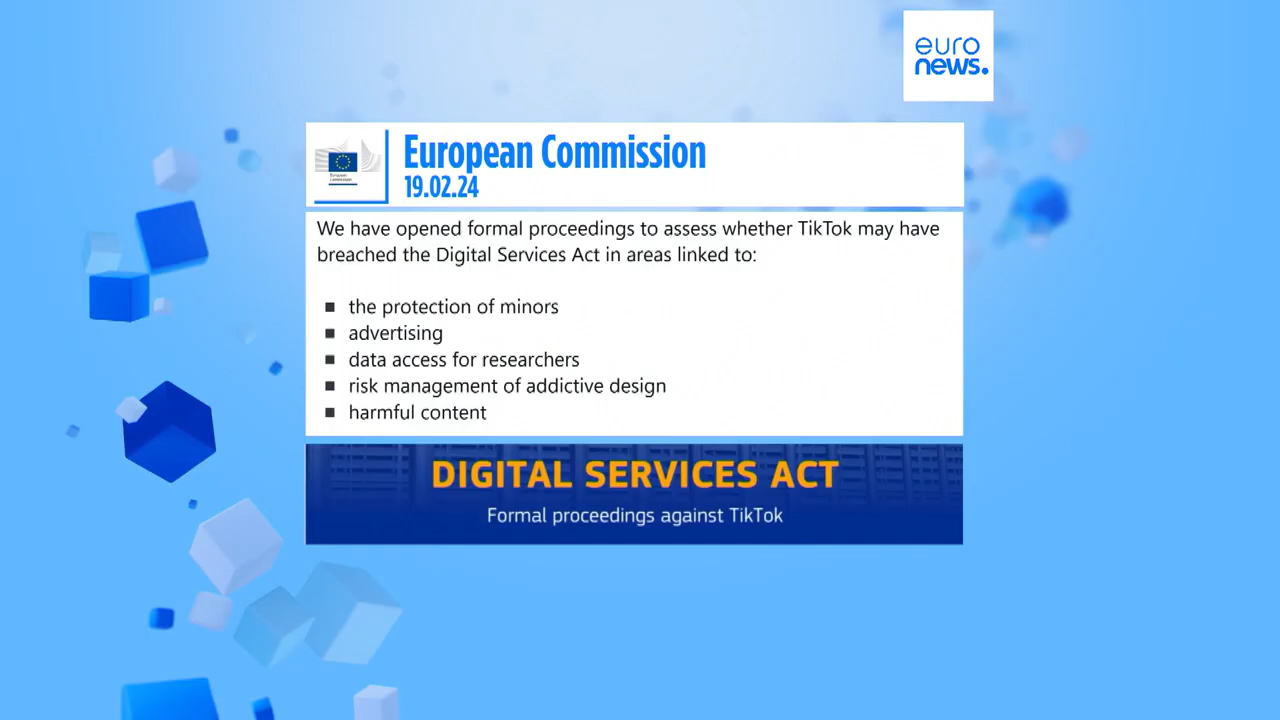 euro
news.
European Commission
19.02.24
European
Commission
We have opened formal proceedings to assess whether TikTok may have
breached the Digital Services Act in areas linked to:
■ the protection of minors
■ advertising
■ data access for researchers
■ risk management of addictive design
■ harmful content
DIGITAL SERVICES ACT
Formal proceedings against TikTok